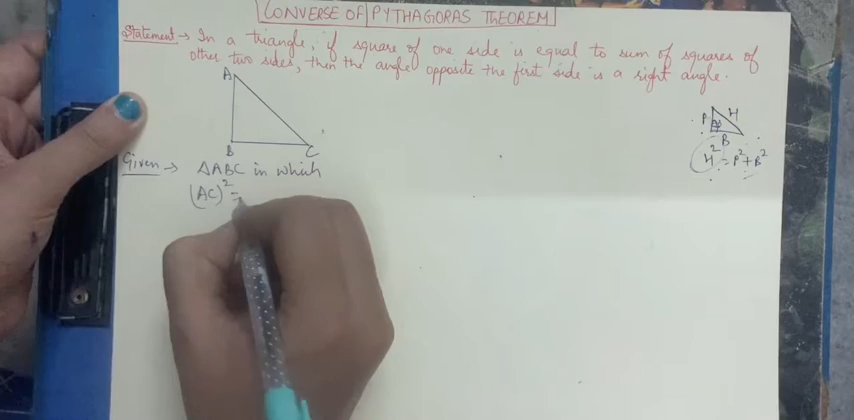 CONVERSE OF PYTHAGORAS THEOREM
Statement → In a triangle, if square of one side is equal to sum of squares of
other two sides, then the angle opposite the first side is a right angle.
A
B
C
P
H
B
H² = P² + B²
Given → △ABC in which
(AC)² =